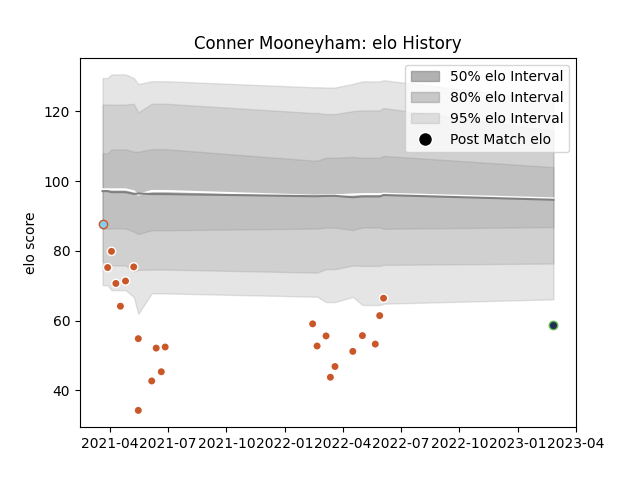 Conner Mooneyham: elo History
50% elo Interval
80% elo Interval
95% elo Interval
Post Match elo
elo score
120
100
80
60
40
2021-04 2021-07 2021-10 2022-01 2022-04 2022-07 2022-10 2023-01 2023-04